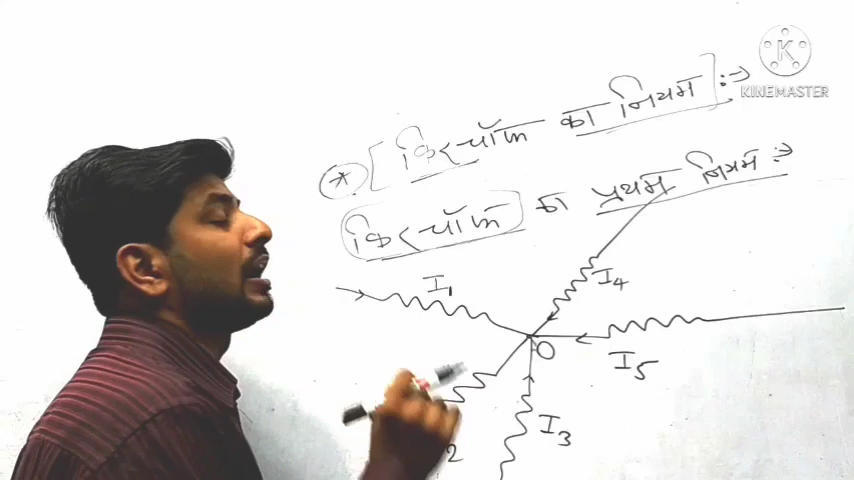 K
KINEMASTER
* [किरचॉफ का नियम] :→
किरचॉफ का प्रथम नियम :→
I₁
I₄
O
I₅
I₃
2